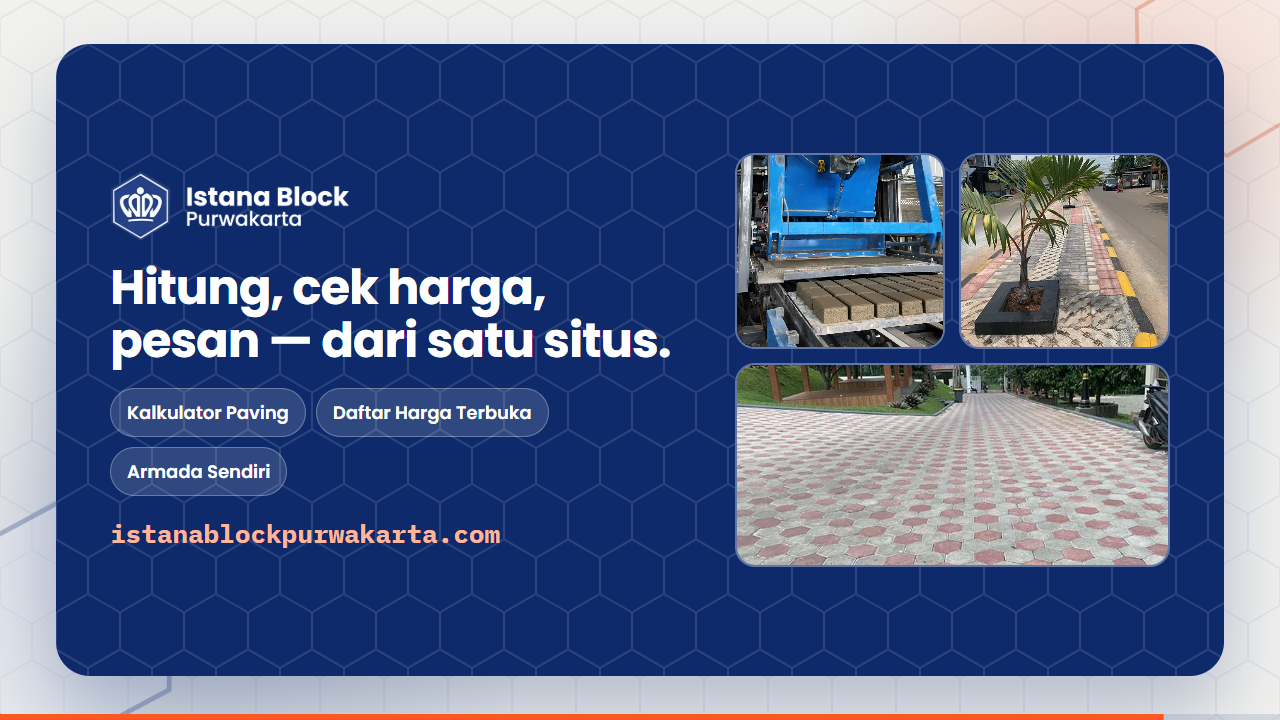 Istana Block
Purwakarta
Hitung, cek harga,
pesan — dari satu situs.
Kalkulator Paving
Daftar Harga Terbuka
Armada Sendiri
istanablockpurwakarta.com